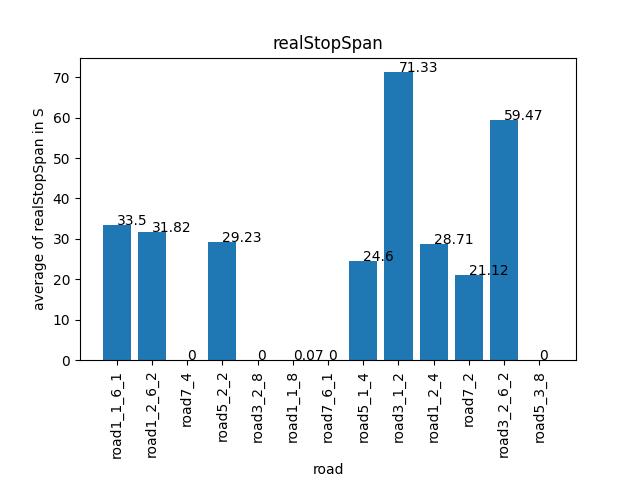 realStopSpan
average of realStopSpan in S
70
60
50
40
30
20
10
0
33.5
31.82
0
29.23
0
0.07
0
24.6
71.33
28.71
21.12
59.47
0
road1_1_6_1
road1_2_6_2
road7_4
road5_2_2
road3_2_8
road1_1_8
road7_6_1
road5_1_4
road3_1_2
road1_2_4
road7_2
road3_2_6_2
road5_3_8
road